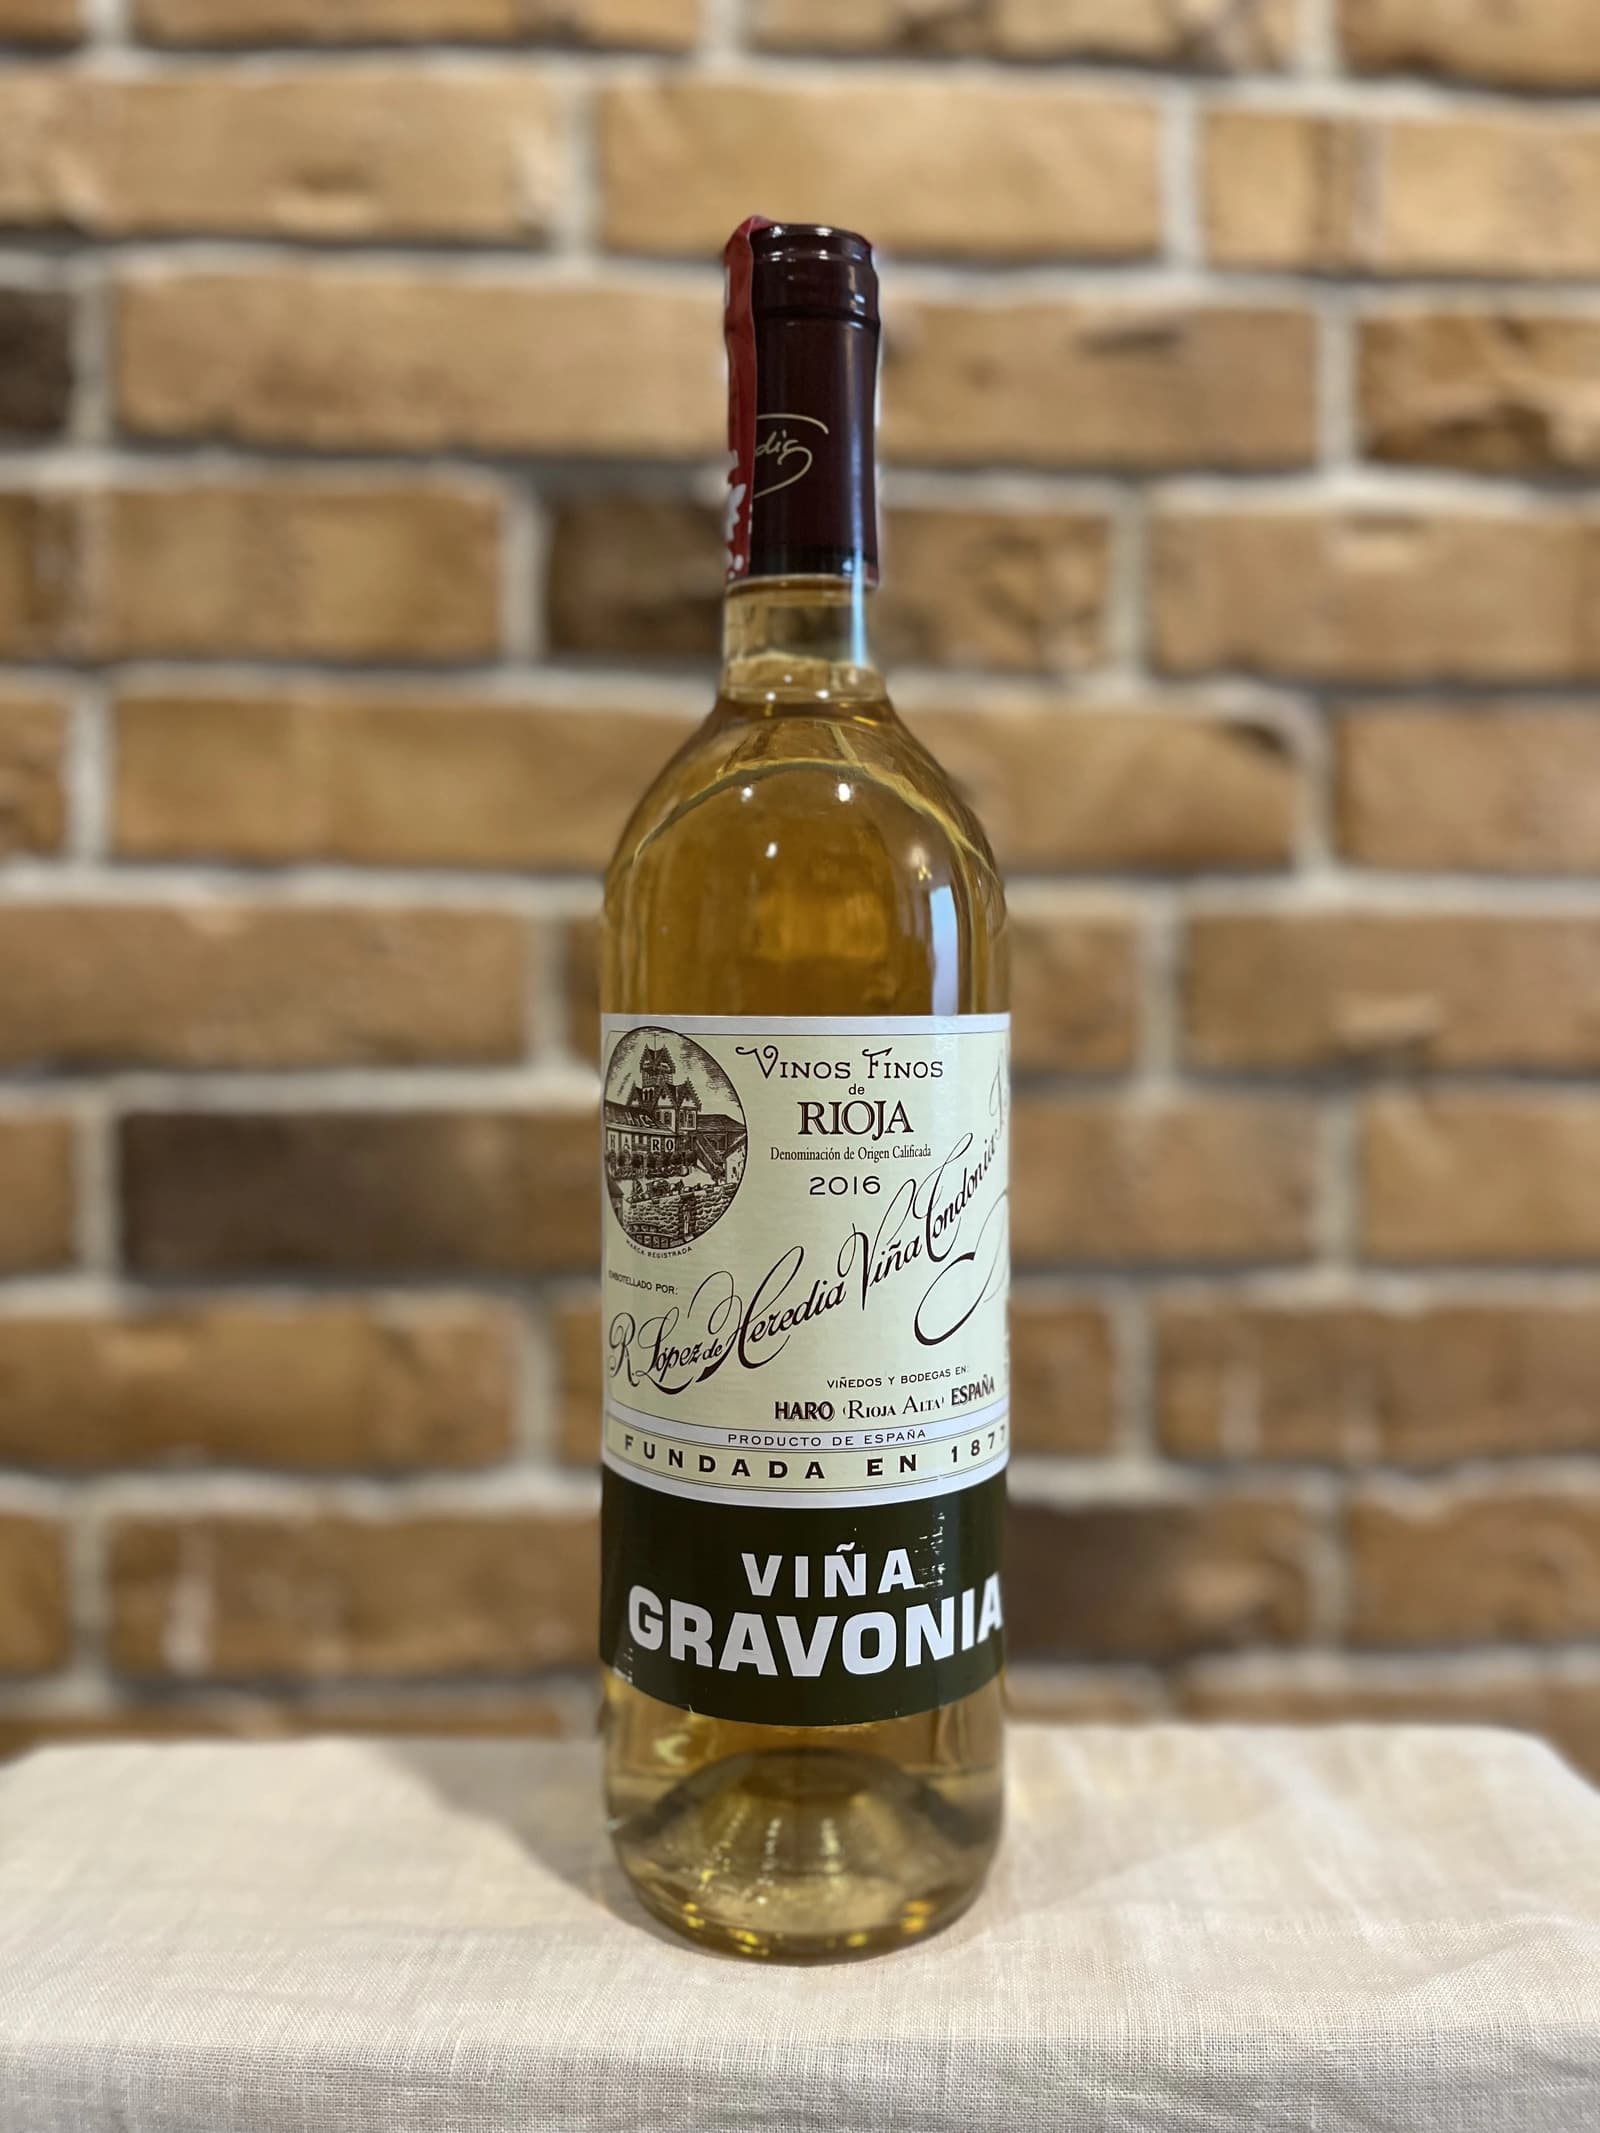 Vinos Finos
de
RIOJA
Denominación de Origen Calificada
2016
HARO
MARCA REGISTRADA
EMBOTELLADO POR:
R. López de Heredia Viña Tondonia
VIÑEDOS Y BODEGAS EN:
HARO (RIOJA ALTA) ESPAÑA
PRODUCTO DE ESPAÑA
FUNDADA EN 1877
VIÑA
GRAVONIA